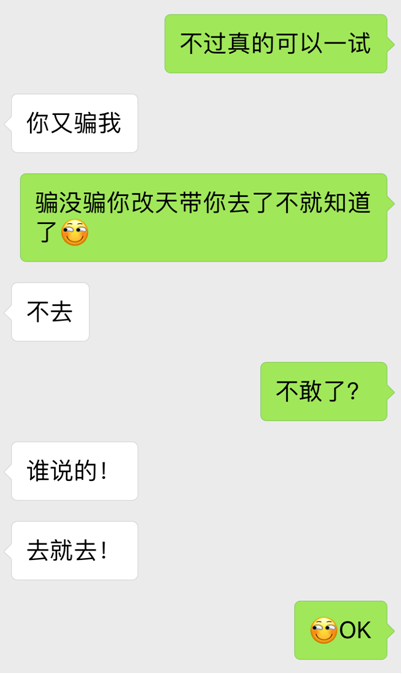 不过真的可以一试
你又骗我
骗没骗你改天带你去了不就知道
了
不去
不敢了？
谁说的！
去就去！
OK